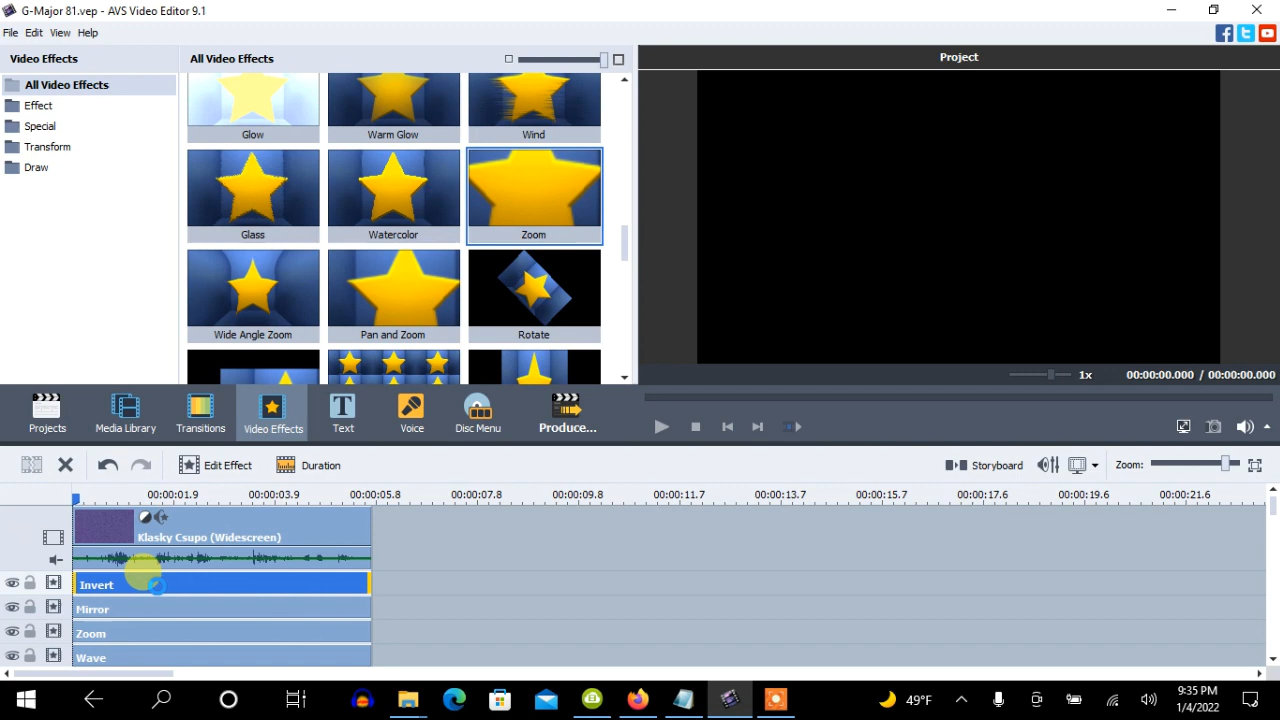 G-Major 81.vep - AVS Video Editor 9.1
File Edit View Help
Video Effects
All Video Effects
Project
All Video Effects
Effect
Special
Transform
Draw
Glow
Warm Glow
Wind
Glass
Watercolor
Zoom
Wide Angle Zoom
Pan and Zoom
Rotate
1x
00:00:00.000 / 00:00:00.000
Projects
Media Library
Transitions
Video Effects
Text
Voice
Disc Menu
Produce...
Edit Effect
Duration
Storyboard
Zoom:
00:00:01.9
00:00:03.9
00:00:05.8
00:00:07.8
00:00:09.8
00:00:11.7
00:00:13.7
00:00:15.7
00:00:17.6
00:00:19.6
00:00:21.6
Klasky Csupo (Widescreen)
Invert
Mirror
Zoom
Wave
49°F
9:35 PM
1/4/2022